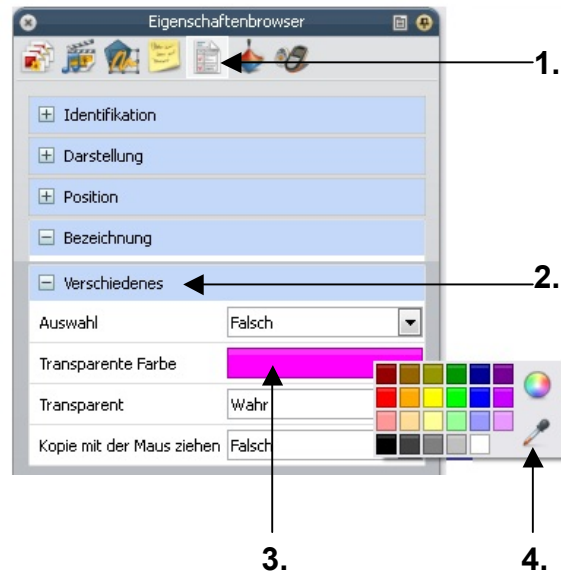 Eigenschaftenbrowser
1.
Identifikation
Darstellung
Position
Bezeichnung
Verschiedenes
2.
Auswahl Falsch
Transparente Farbe
Transparent Wahr
Kopie mit der Maus ziehen Falsch
3. 4.